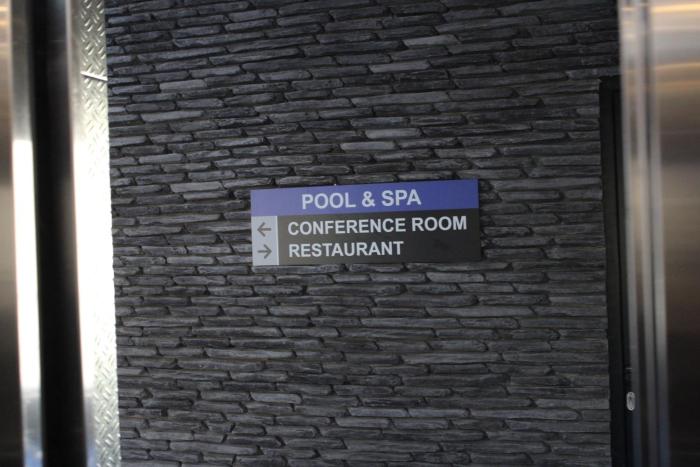 POOL & SPA
← CONFERENCE ROOM
→ RESTAURANT